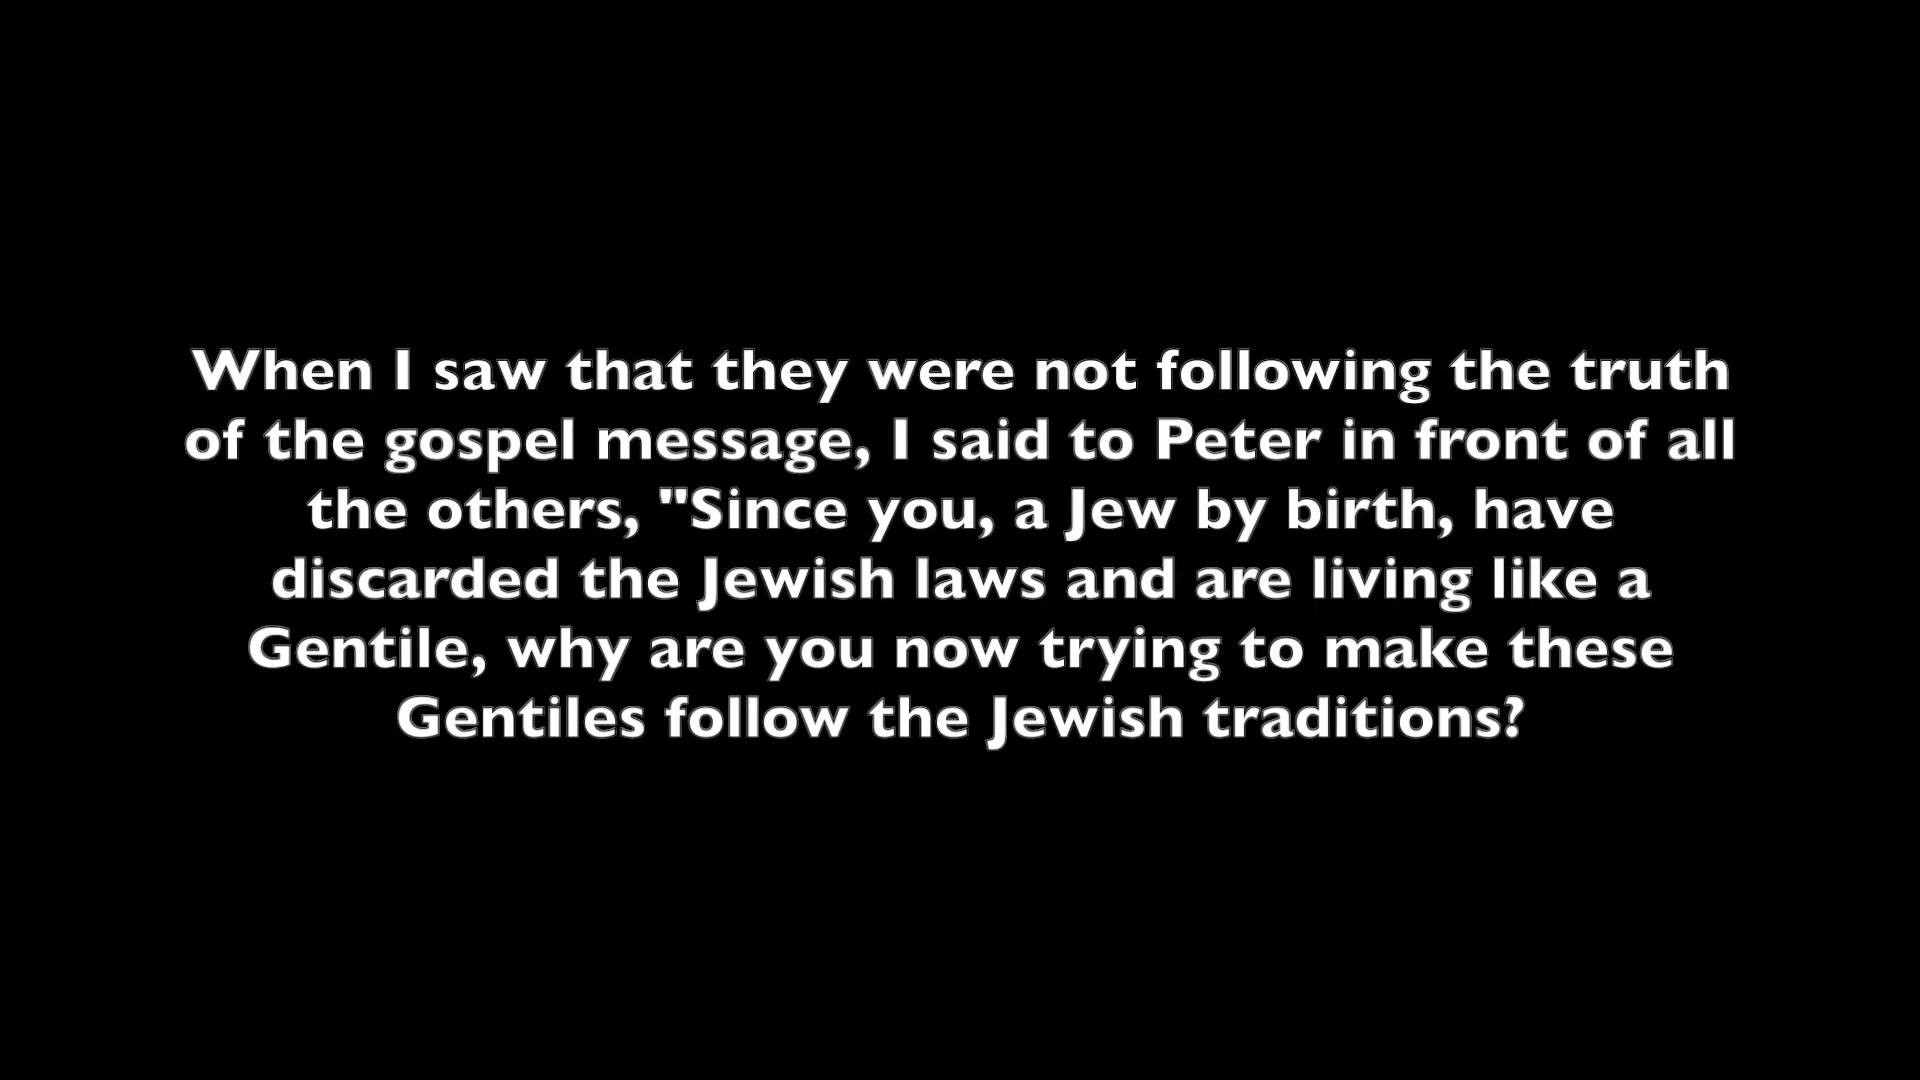 When I saw that they were not following the truth
of the gospel message, I said to Peter in front of all
the others, "Since you, a Jew by birth, have
discarded the Jewish laws and are living like a
Gentile, why are you now trying to make these
Gentiles follow the Jewish traditions?